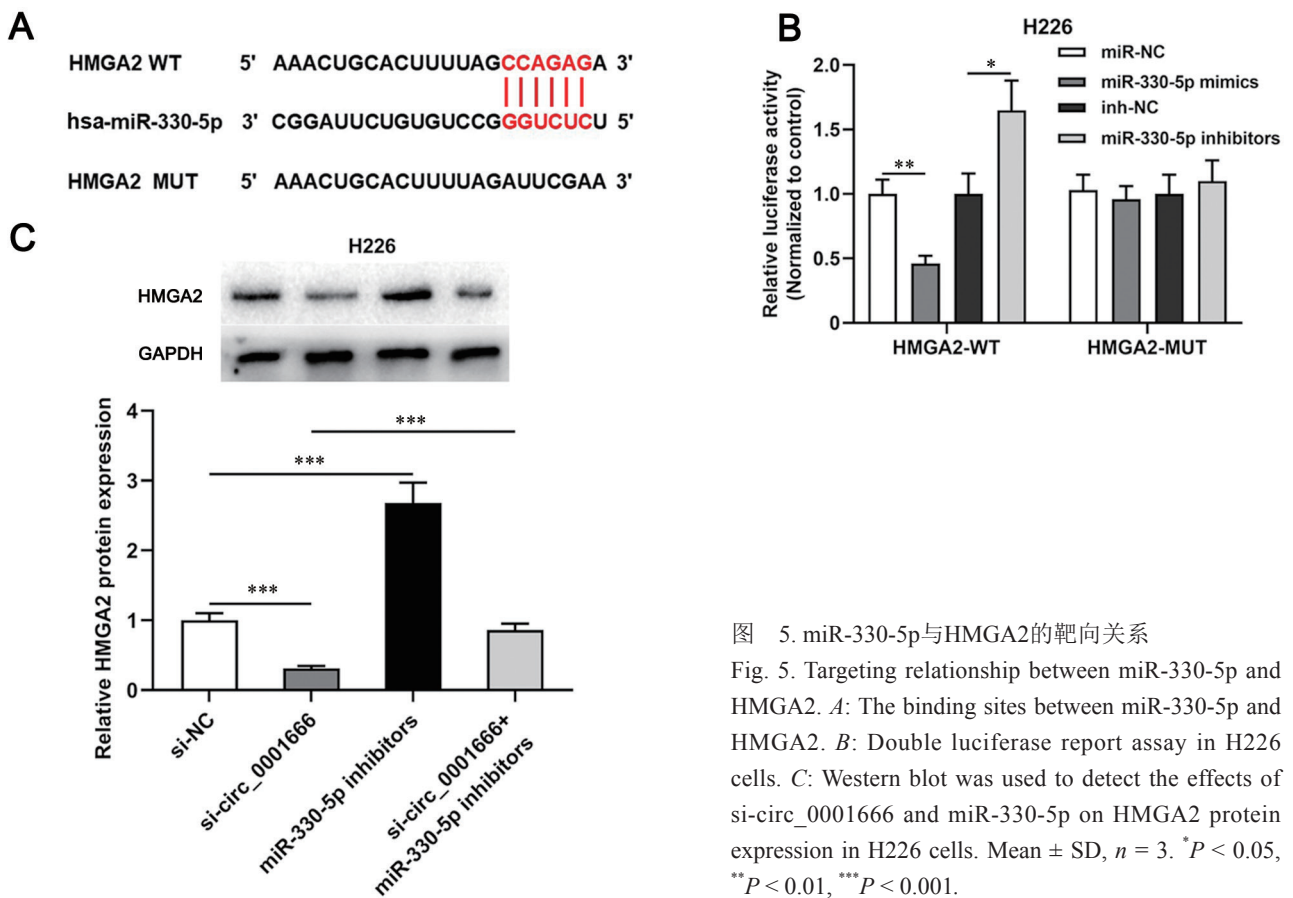 A
HMGA2 WT 5' AAACUGCACUUUUAGCCAGAGA 3'
hsa-miR-330-5p 3' CGGAUUCUGUGUCCGGGUCUCU 5'
HMGA2 MUT 5' AAACUGCACUUUUAGAUUCGAA 3'
B
H226
miR-NC
miR-330-5p mimics
inh-NC
miR-330-5p inhibitors
Relative luciferase activity
(Normalized to control)
2.0
1.5
1.0
0.5
0
**
*
HMGA2-WT
HMGA2-MUT
C
H226
HMGA2
GAPDH
Relative HMGA2 protein expression
4
3
2
1
0
***
***
***
si-NC
si-circ_0001666
miR-330-5p inhibitors
si-circ_0001666+
miR-330-5p inhibitors
图 5. miR-330-5p与HMGA2的靶向关系
Fig. 5. Targeting relationship between miR-330-5p and
HMGA2. A: The binding sites between miR-330-5p and
HMGA2. B: Double luciferase report assay in H226
cells. C: Western blot was used to detect the effects of
si-circ_0001666 and miR-330-5p on HMGA2 protein
expression in H226 cells. Mean ± SD, n = 3. *P < 0.05,
**P < 0.01, ***P < 0.001.